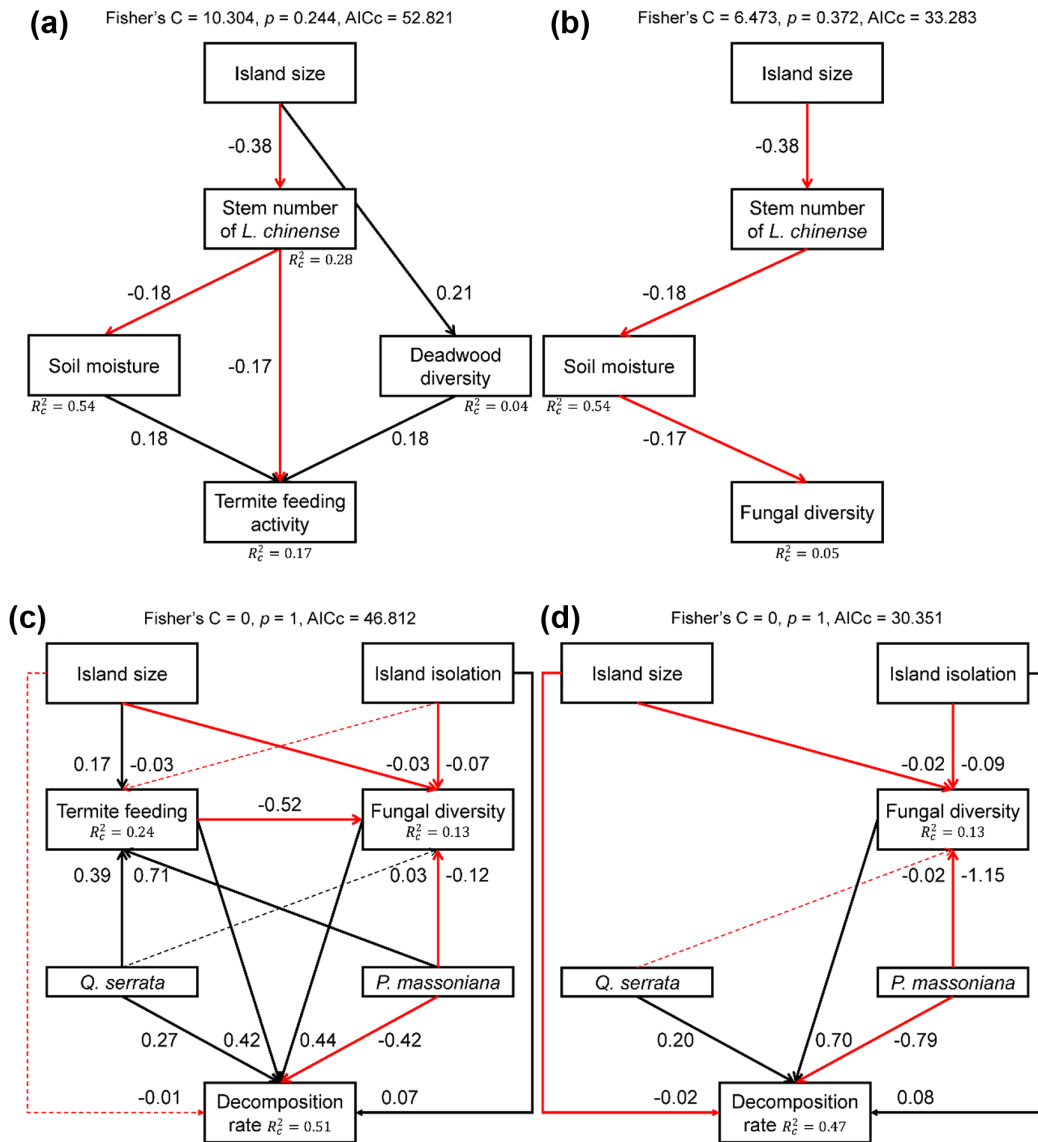 (a)
Fisher's C = 10.304, p = 0.244, AICc = 52.821
Island size
-0.38
Stem number
of L. chinense
R²c = 0.28
-0.18
0.21
-0.17
Soil moisture
R²c = 0.54
Deadwood
diversity
R²c = 0.04
0.18
0.18
Termite feeding
activity
R²c = 0.17
(b)
Fisher's C = 6.473, p = 0.372, AICc = 33.283
Island size
-0.38
Stem number
of L. chinense
-0.18
Soil moisture
R²c = 0.54
-0.17
Fungal diversity
R²c = 0.05
(c)
Fisher's C = 0, p = 1, AICc = 46.812
Island size
Island isolation
0.17 -0.03
-0.03 -0.07
Termite feeding
R²c = 0.24
-0.52
Fungal diversity
R²c = 0.13
0.39 0.71
0.03 -0.12
Q. serrata
P. massoniana
0.27 0.42 0.44 -0.42
-0.01
0.07
Decomposition
rate R²c = 0.51
(d)
Fisher's C = 0, p = 1, AICc = 30.351
Island size
Island isolation
-0.02 -0.09
Fungal diversity
R²c = 0.13
-0.02 -1.15
Q. serrata
P. massoniana
0.20 0.70 -0.79
-0.02
0.08
Decomposition
rate R²c = 0.47